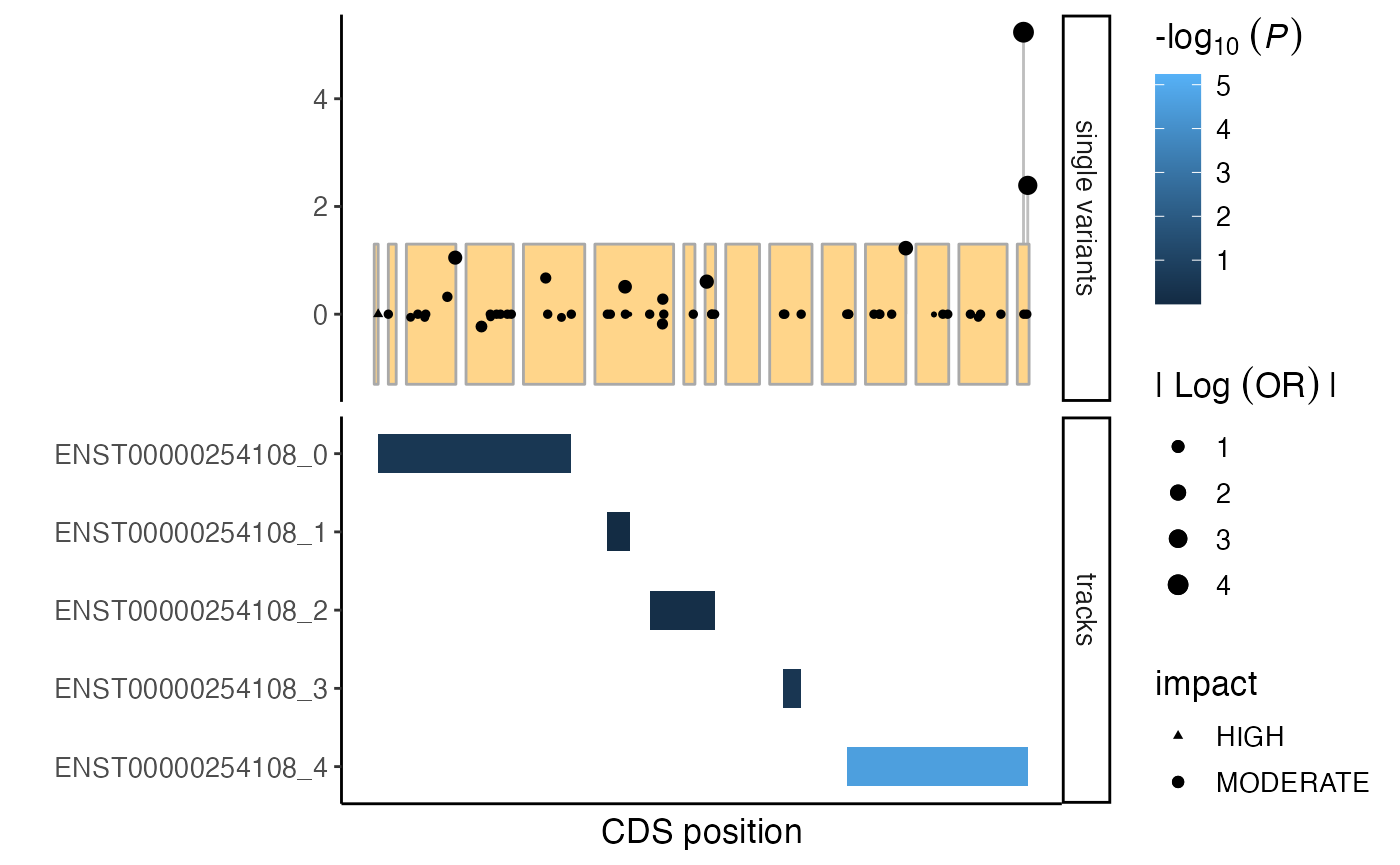 4
2
0
single variants
ENST00000254108_0
ENST00000254108_1
ENST00000254108_2
ENST00000254108_3
ENST00000254108_4
tracks
CDS position
-log10 (P)
5
4
3
2
1
| Log (OR) |
1
2
3
4
impact
HIGH
MODERATE